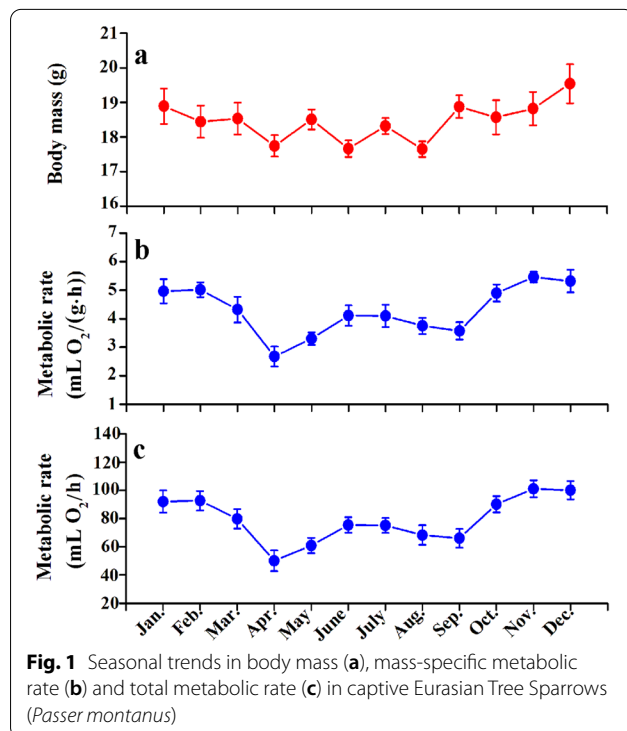 a
21
20
19
18
17
16
Body mass (g)
b
7
6
5
4
3
2
1
Metabolic rate
(mL O₂/(g·h))
c
140
120
100
80
60
40
20
Metabolic rate
(mL O₂/h)
Jan. Feb. Mar. Apr. May June July Aug. Sep. Oct. Nov. Dec.
Fig. 1 Seasonal trends in body mass (a), mass-specific metabolic
rate (b) and total metabolic rate (c) in captive Eurasian Tree Sparrows
(Passer montanus)